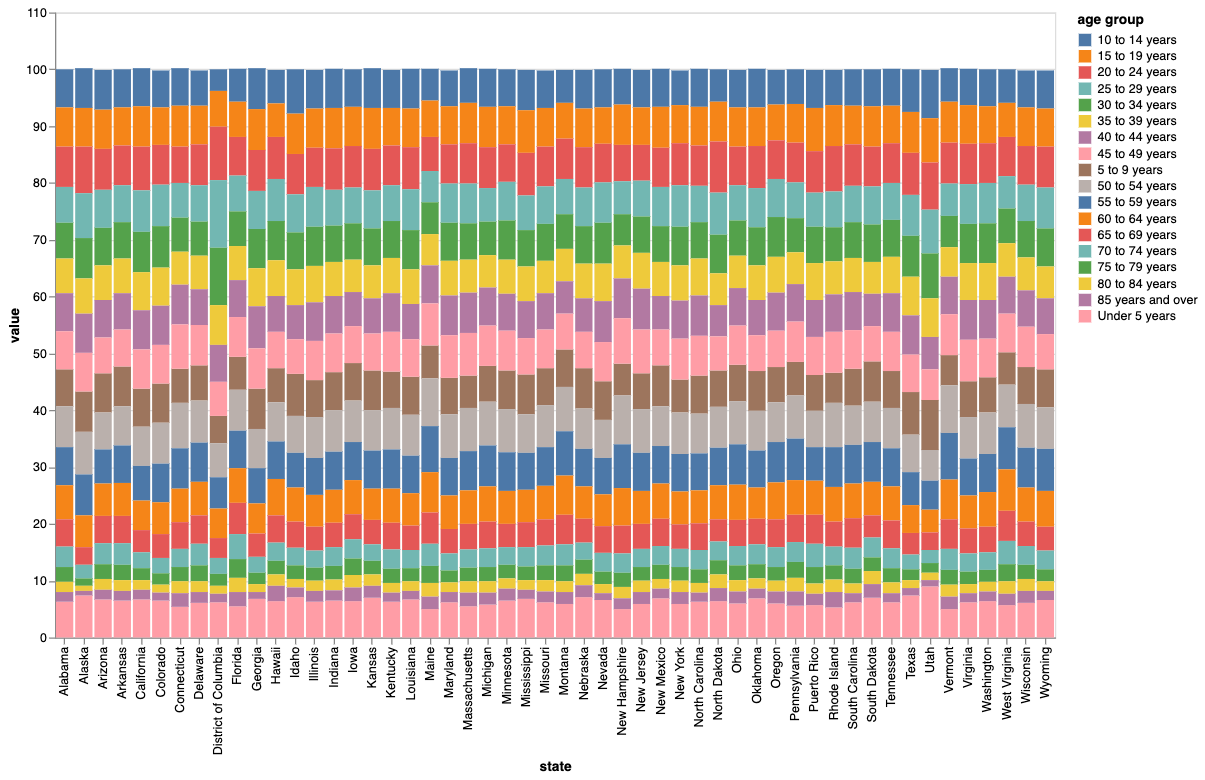 110
100
90
80
70
60
50
40
30
20
10
0
value
Alabama
Alaska
Arizona
Arkansas
California
Colorado
Connecticut
Delaware
District of Columbia
Florida
Georgia
Hawaii
Idaho
Illinois
Indiana
Iowa
Kansas
Kentucky
Louisiana
Maine
Maryland
Massachusetts
Michigan
Minnesota
Mississippi
Missouri
Montana
Nebraska
Nevada
New Hampshire
New Jersey
New Mexico
New York
North Carolina
North Dakota
Ohio
Oklahoma
Oregon
Pennsylvania
Puerto Rico
Rhode Island
South Carolina
South Dakota
Tennessee
Texas
Utah
Vermont
Virginia
Washington
West Virginia
Wisconsin
Wyoming
state
age group
10 to 14 years
15 to 19 years
20 to 24 years
25 to 29 years
30 to 34 years
35 to 39 years
40 to 44 years
45 to 49 years
5 to 9 years
50 to 54 years
55 to 59 years
60 to 64 years
65 to 69 years
70 to 74 years
75 to 79 years
80 to 84 years
85 years and over
Under 5 years